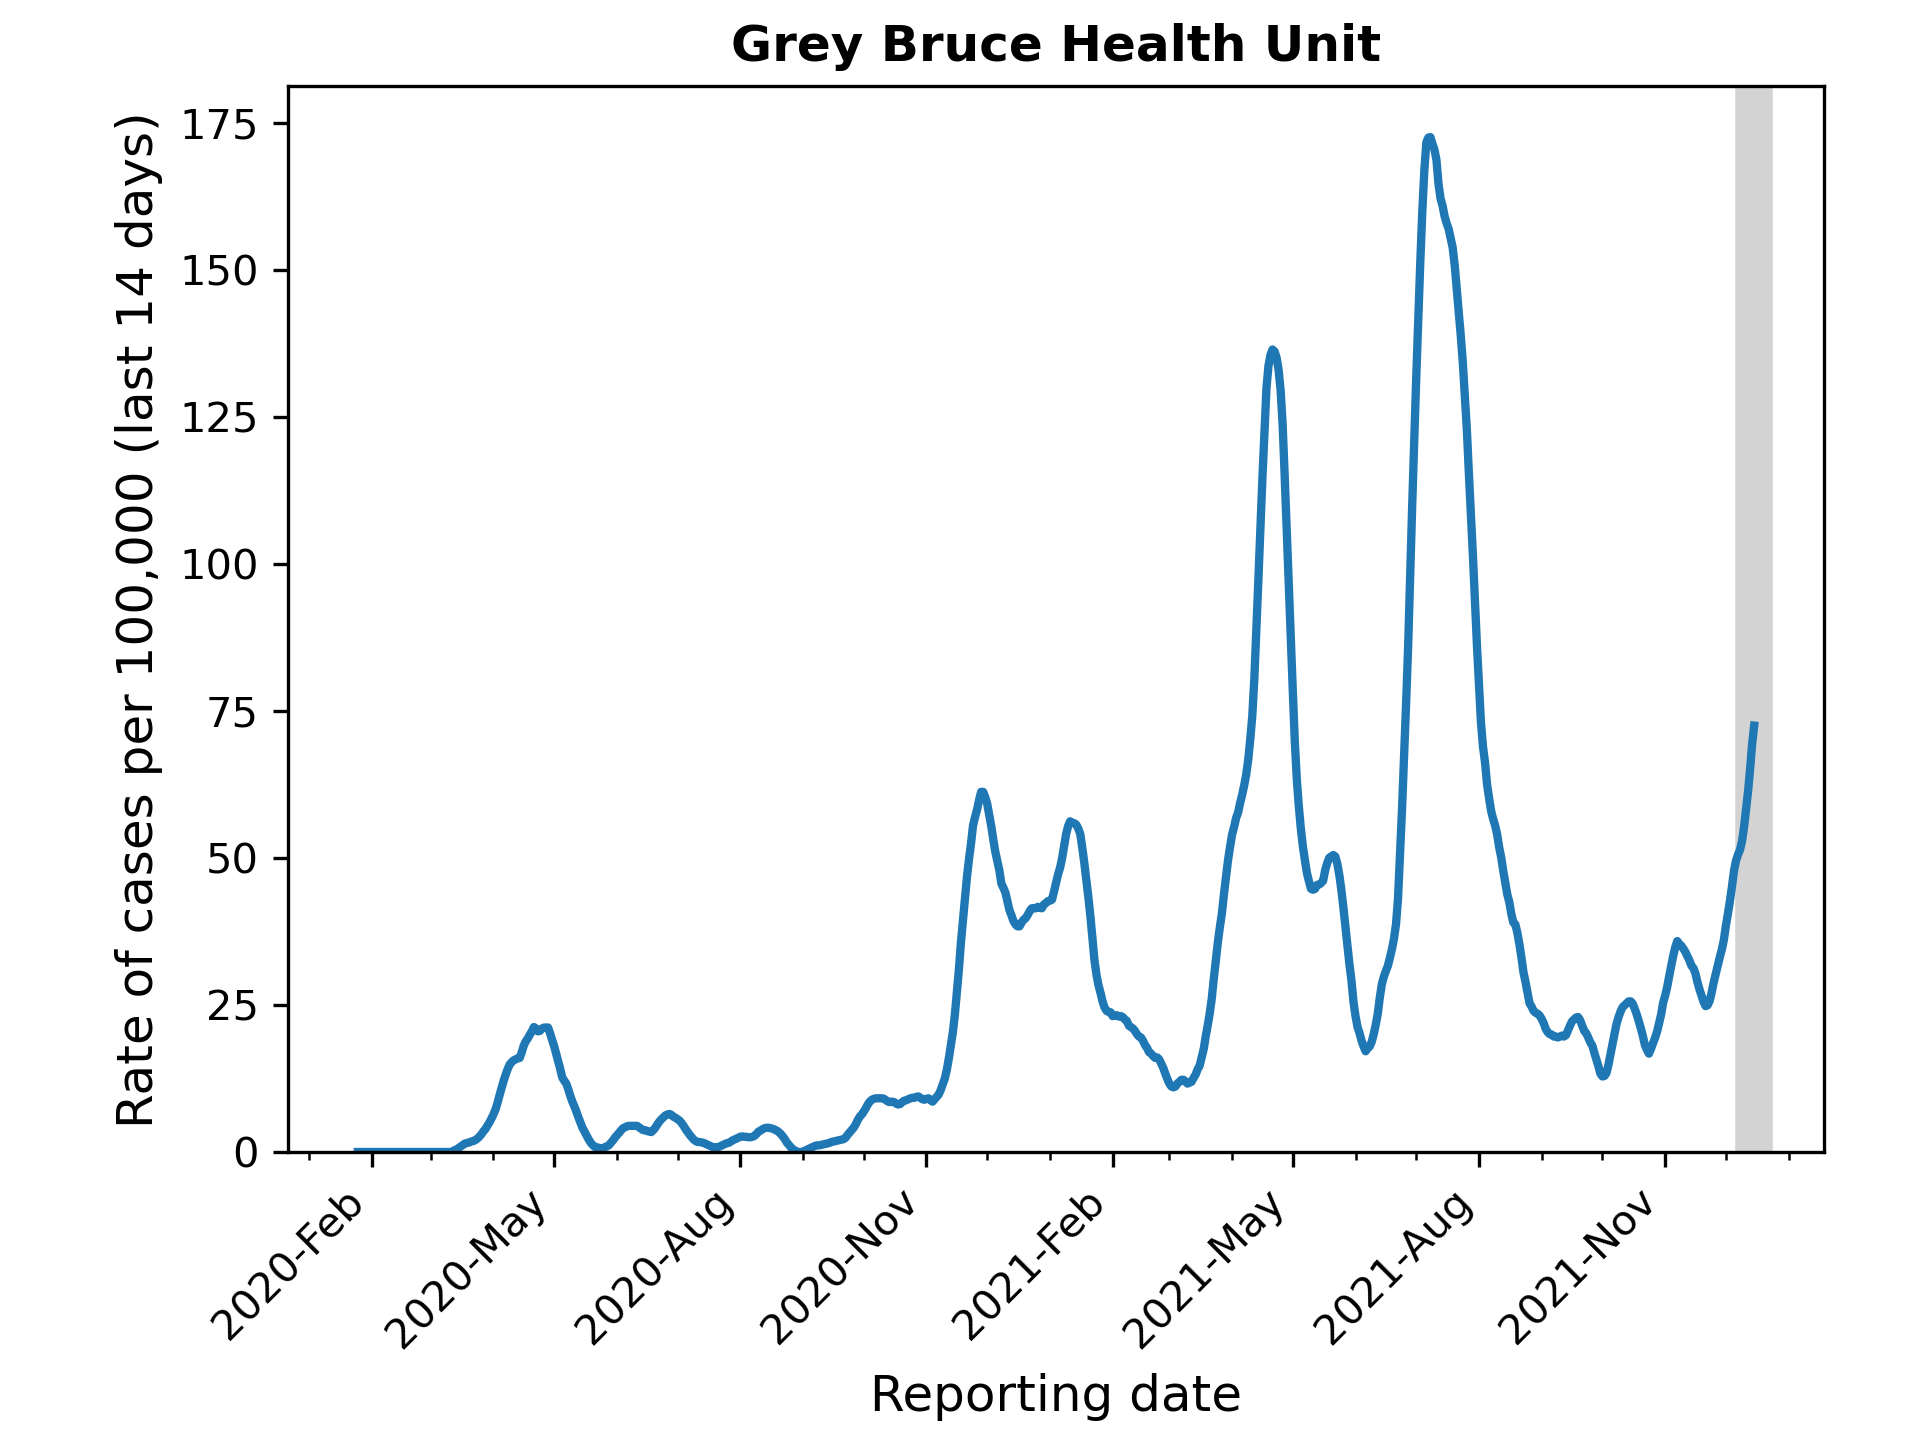 Grey Bruce Health Unit
Rate of cases per 100,000 (last 14 days)
175
150
125
100
75
50
25
0
2020-Feb
2020-May
2020-Aug
2020-Nov
2021-Feb
2021-May
2021-Aug
2021-Nov
Reporting date